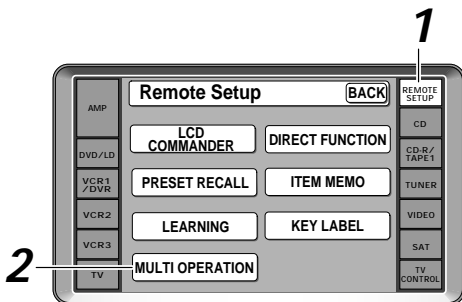 1
Remote Setup
BACK
REMOTE
SETUP
AMP
CD
LCD
COMMANDER
DIRECT FUNCTION
DVD/LD
CD-R/
TAPE1
VCR1
/DVR
PRESET RECALL
ITEM MEMO
TUNER
VCR2
LEARNING
KEY LABEL
VIDEO
VCR3
SAT
2
TV
MULTI OPERATION
TV
CONTROL